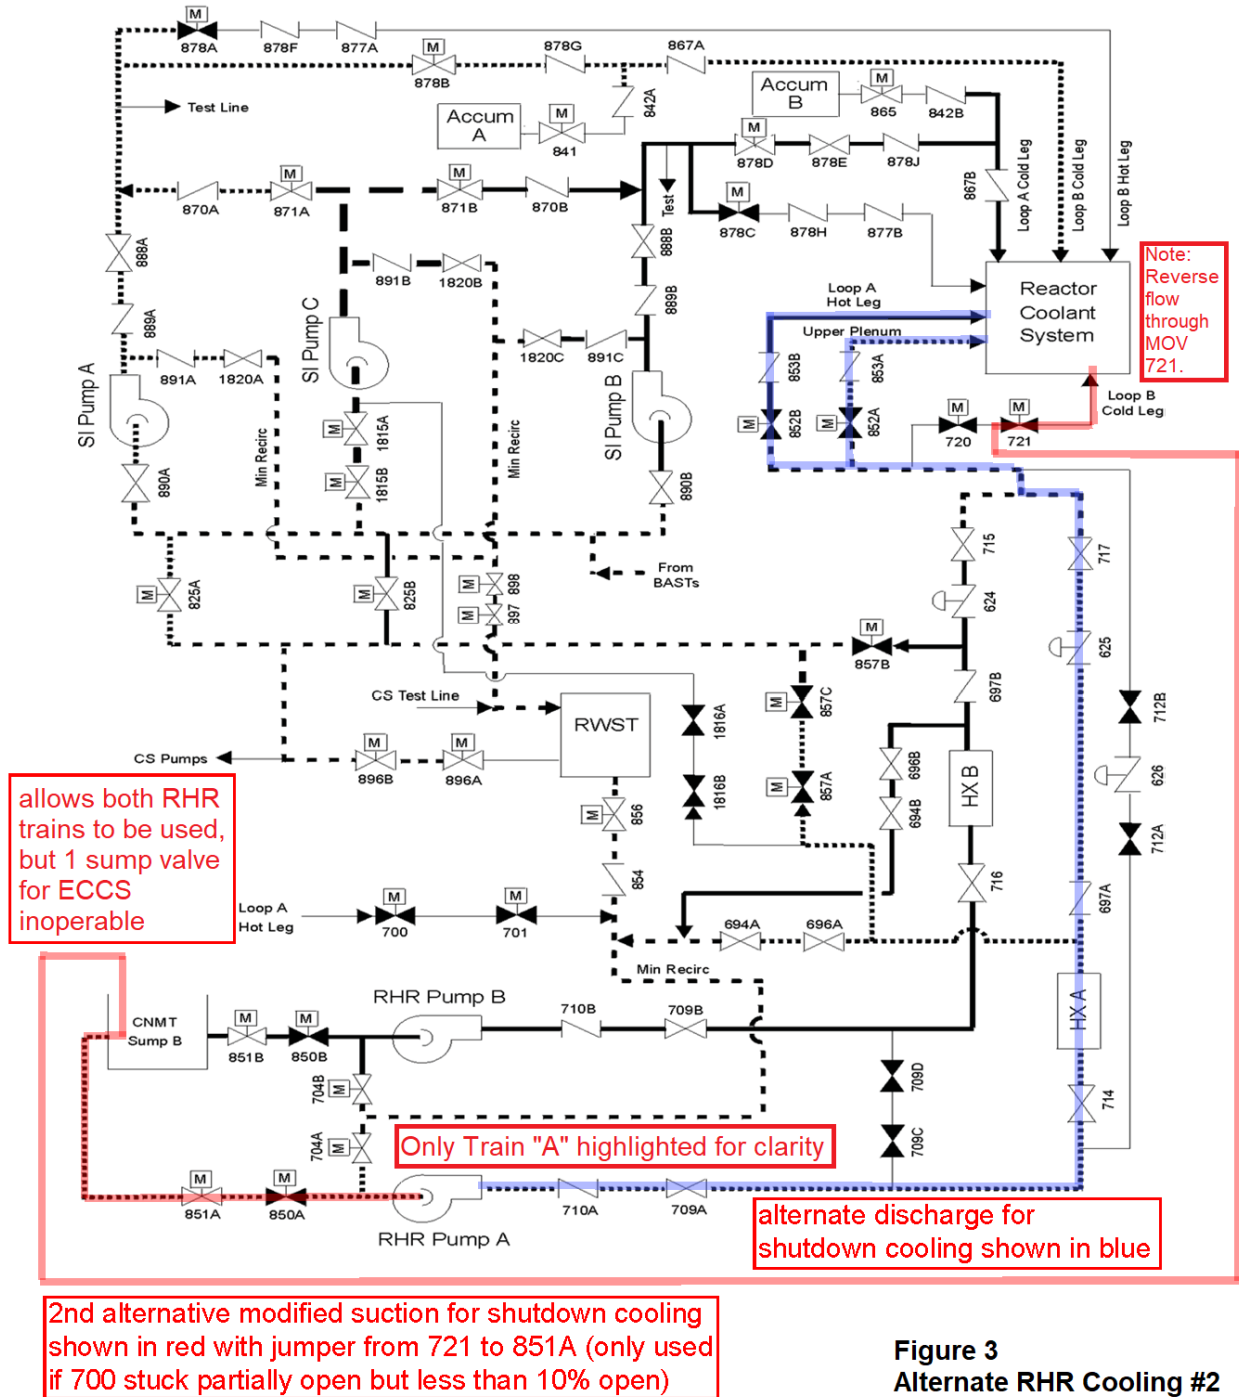 M
878A
878F
877A
M
878B
878G
867A
842A
Test Line
Accum
A
M
841
Accum
B
M
865
842B
M
878D
878E
878J
867B
Loop A Cold Leg
Loop B Cold Leg
Loop B Hot Leg
870A
M
871A
M
871B
870B
Test
M
878C
878H
877B
888A
888B
891B
1820B
889A
889B
SI Pump A
SI Pump C
SI Pump B
891A
1820A
1820C
891C
Loop A
Hot Leg
Upper Plenum
Reactor
Coolant
System
Note:
Reverse
flow
through
MOV
721.
853B
853A
M
852B
M
852A
M
720
M
721
Loop B
Cold Leg
Min Recirc
Min Recirc
M
1815A
M
1815B
890A
890B
M
825A
M
825B
M
898
M
897
From
BASTs
715
717
624
625
M
857B
697B
CS Test Line
RWST
1816A
M
857C
712B
CS Pumps
M
896B
M
896A
M
856
1816B
M
857A
696B
694B
HX B
626
712A
allows both RHR
trains to be used,
but 1 sump valve
for ECCS
inoperable
854
716
697A
Loop A
Hot Leg
M
700
M
701
694A
696A
Min Recirc
CNMT
Sump B
M
851B
M
850B
RHR Pump B
710B
709B
HX A
M
704B
M
704A
709D
709C
714
Only Train "A" highlighted for clarity
M
851A
M
850A
RHR Pump A
710A
709A
alternate discharge for
shutdown cooling shown in blue
2nd alternative modified suction for shutdown cooling
shown in red with jumper from 721 to 851A (only used
if 700 stuck partially open but less than 10% open)
Figure 3
Alternate RHR Cooling #2